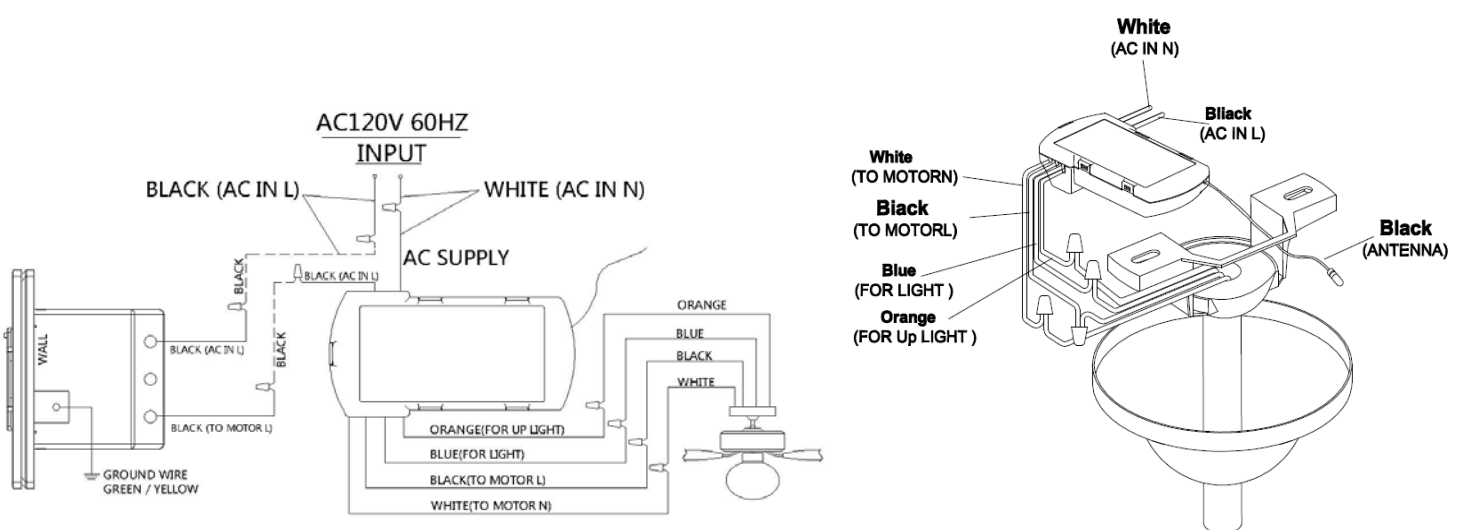 AC120V 60HZ
INPUT
BLACK (AC IN L)
WHITE (AC IN N)
AC SUPPLY
BLACK
BLACK (AC IN L)
BLACK
WALL
BLACK (AC IN L)
BLACK (TO MOTOR L)
GROUND WIRE
GREEN / YELLOW
ORANGE
BLUE
BLACK
WHITE
ORANGE(FOR UP LIGHT)
BLUE(FOR LIGHT)
BLACK(TO MOTOR L)
WHITE(TO MOTOR N)
White
(AC IN N)
Bliack
(AC IN L)
White
(TO MOTORN)
Biack
(TO MOTORL)
Blue
(FOR LIGHT )
Orange
(FOR Up LIGHT )
Black
(ANTENNA)